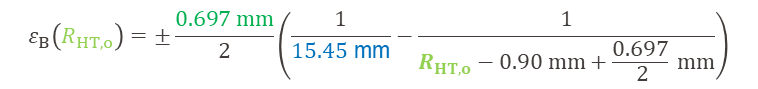 ε_B(R_HT,o) = ± 0.697 mm / 2 ( 1 / 15.45 mm − 1 / (R_HT,o − 0.90 mm + 0.697 / 2 mm) )